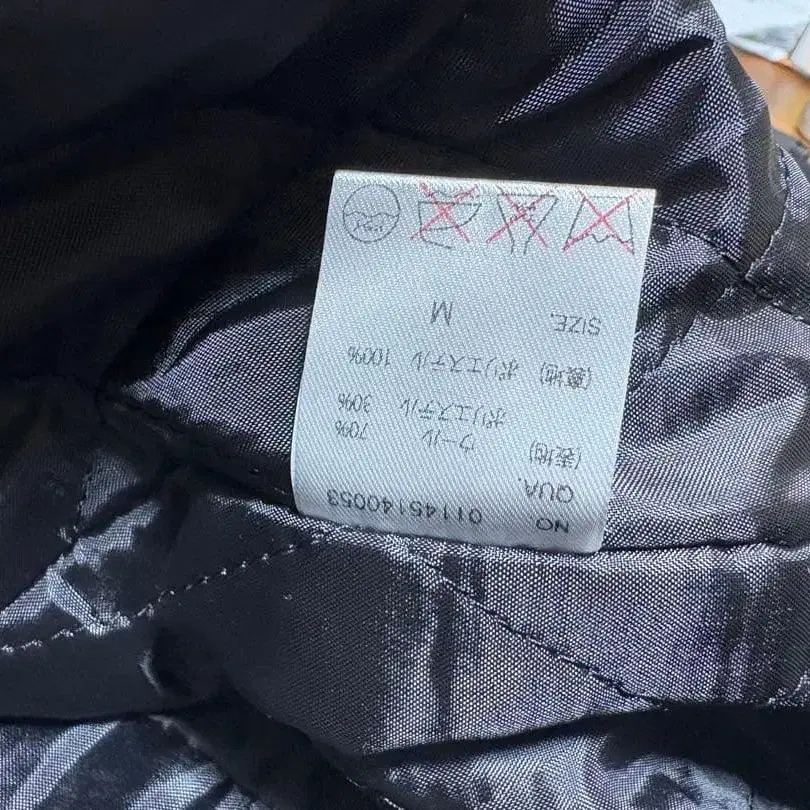 NO. 01145140053
QUA.
(表地) ウール 70%
ポリエステル 30%
(表地) ポリエステル 100%
SIZE. M